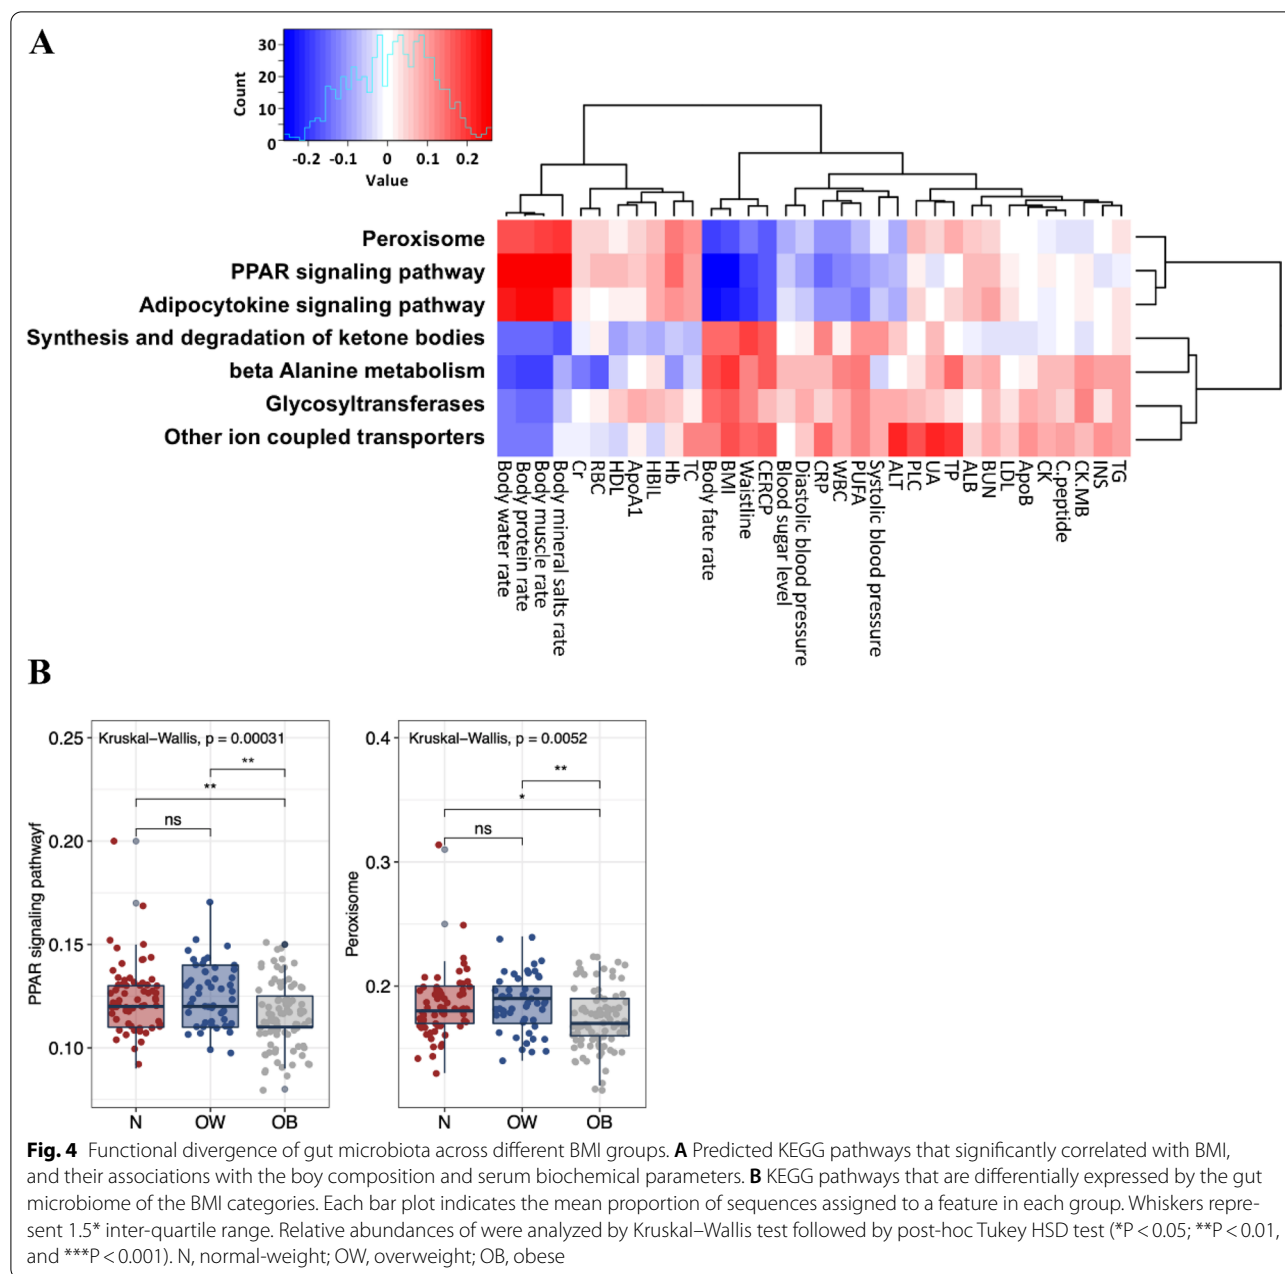 A
30
20
10
0
Count
-0.2 -0.1 0 0.1 0.2
Value
Peroxisome
PPAR signaling pathway
Adipocytokine signaling pathway
Synthesis and degradation of ketone bodies
beta Alanine metabolism
Glycosyltransferases
Other ion coupled transporters
Body water rate
Body protein rate
Body muscle rate
Body mineral salts rate
Cr
RBC
HDL
ApoA1
HBIL
Hb
TC
Body fate rate
BMI
Waistline
CERCP
Blood sugar level
Diastolic blood pressure
CRP
WBC
PUFA
Systolic blood pressure
ALT
PLC
UA
TP
ALB
BUN
LDL
ApoB
CK
C.peptide
CK.MB
INS
TG
B
Kruskal–Wallis, p = 0.00031
**
**
ns
0.25
0.20
0.15
0.10
PPAR signaling pathwayf
N OW OB
Kruskal–Wallis, p = 0.0052
**
*
ns
0.4
0.3
0.2
Peroxisome
N OW OB
Fig. 4 Functional divergence of gut microbiota across different BMI groups. A Predicted KEGG pathways that significantly correlated with BMI,
and their associations with the boy composition and serum biochemical parameters. B KEGG pathways that are differentially expressed by the gut
microbiome of the BMI categories. Each bar plot indicates the mean proportion of sequences assigned to a feature in each group. Whiskers repre-
sent 1.5* inter-quartile range. Relative abundances of were analyzed by Kruskal–Wallis test followed by post-hoc Tukey HSD test (*P < 0.05; **P < 0.01,
and ***P < 0.001). N, normal-weight; OW, overweight; OB, obese